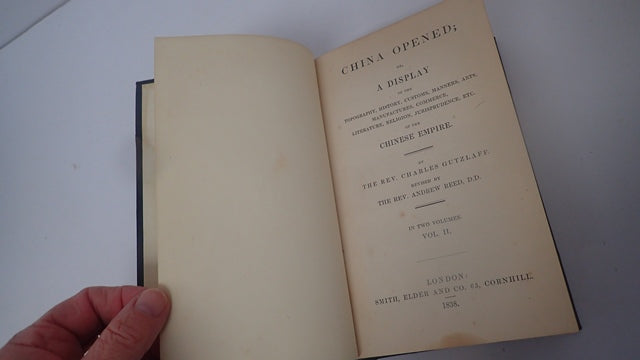 CHINA OPENED;
OR,
A DISPLAY
OF THE
TOPOGRAPHY, HISTORY, CUSTOMS, MANNERS, ARTS,
MANUFACTURES, COMMERCE,
LITERATURE, RELIGION, JURISPRUDENCE, ETC.
OF THE
CHINESE EMPIRE.
BY
THE REV. CHARLES GUTZLAFF.
REVISED BY
THE REV. ANDREW REED, D.D.
IN TWO VOLUMES.
VOL. II.
LONDON:
SMITH, ELDER AND CO. 65, CORNHILL.
1838.